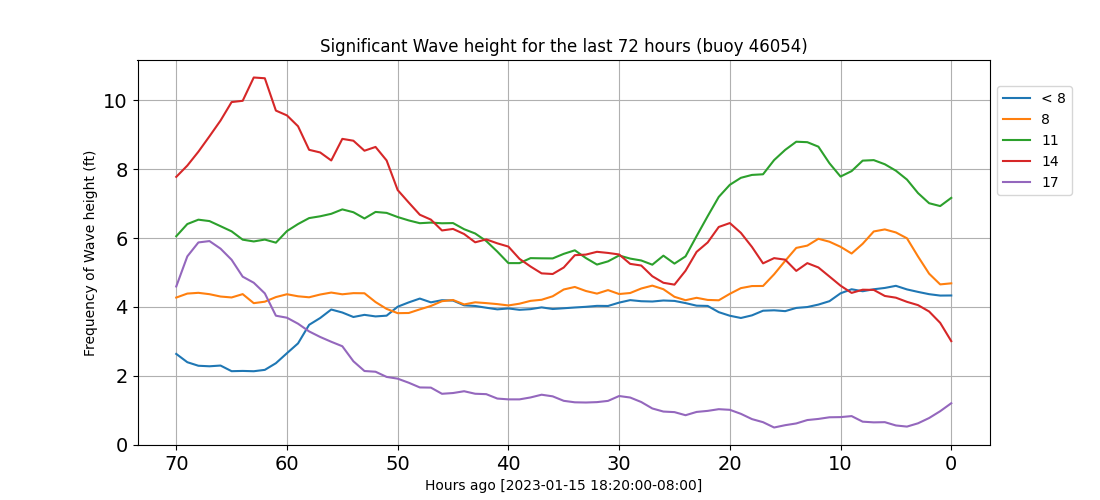 Significant Wave height for the last 72 hours (buoy 46054)
Frequency of Wave height (ft)
10
8
6
4
2
0
70 60 50 40 30 20 10 0
Hours ago [2023-01-15 18:20:00-08:00]
< 8
8
11
14
17